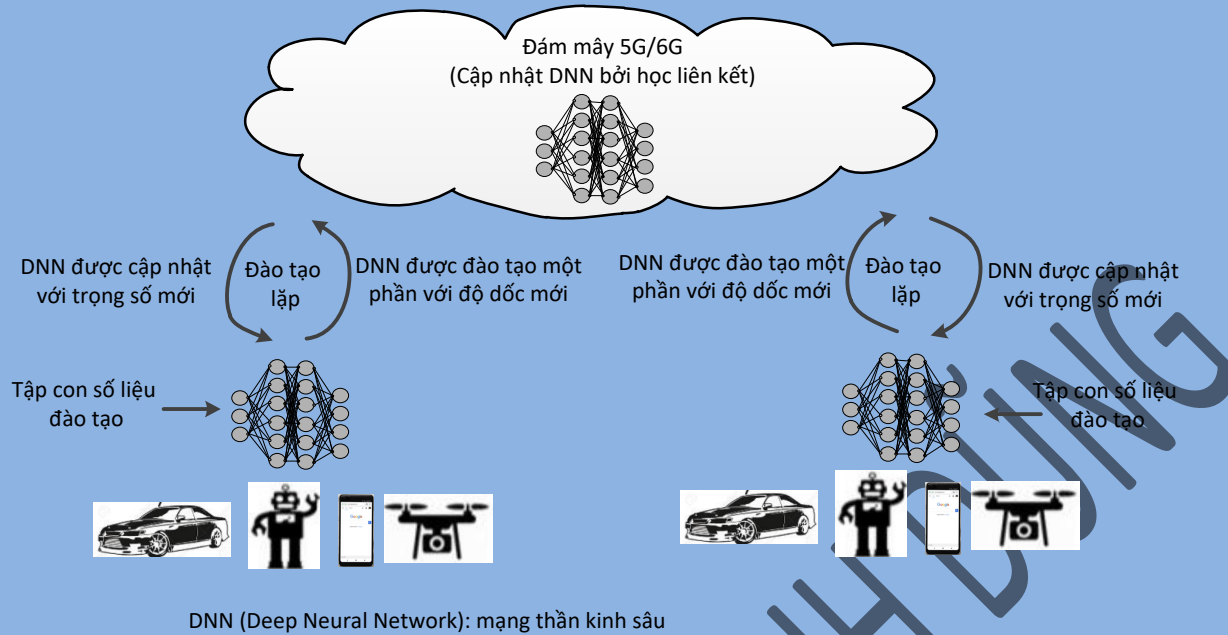 Đám mây 5G/6G
(Cập nhật DNN bởi học liên kết)
DNN được cập nhật
với trọng số mới
Đào tạo
lặp
DNN được đào tạo một
phần với độ dốc mới
DNN được đào tạo một
phần với độ dốc mới
Đào tạo
lặp
DNN được cập nhật
với trọng số mới
Tập con số liệu
đào tạo
Tập con số liệu
đào tạo
Google
DNN (Deep Neural Network): mạng thần kinh sâu